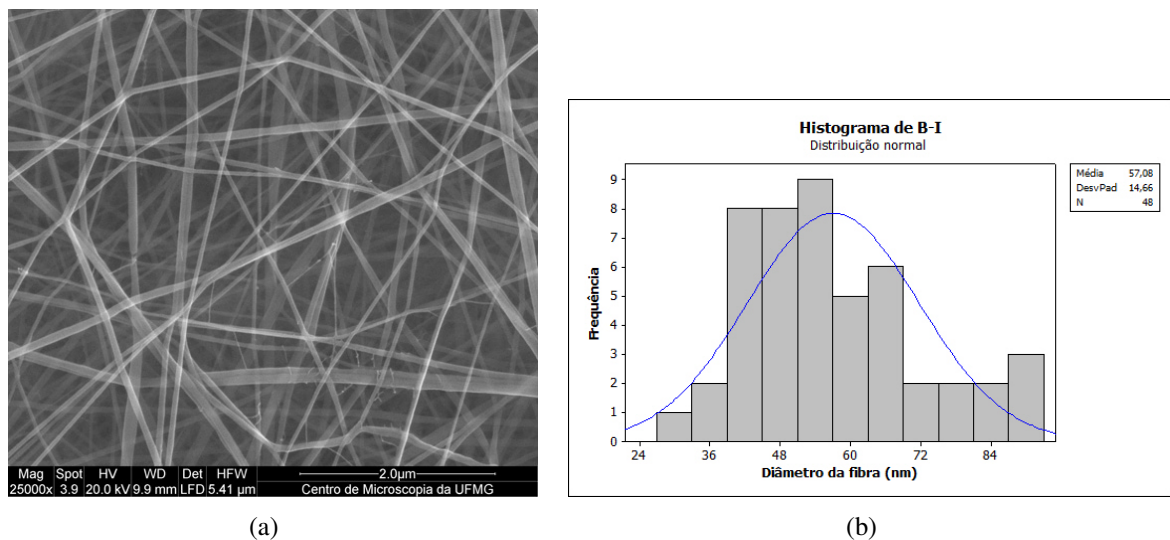 Mag Spot HV WD Det HFW 2.0µm
25000x 3.9 20.0 kV 9.9 mm LFD 5.41 µm Centro de Microscopia da UFMG
(a)
Histograma de B-I
Distribuição normal
Média 57,08
DesvPad 14,66
N 48
Frequência
9
8
7
6
5
4
3
2
1
0
24 36 48 60 72 84
Diâmetro da fibra (nm)
(b)